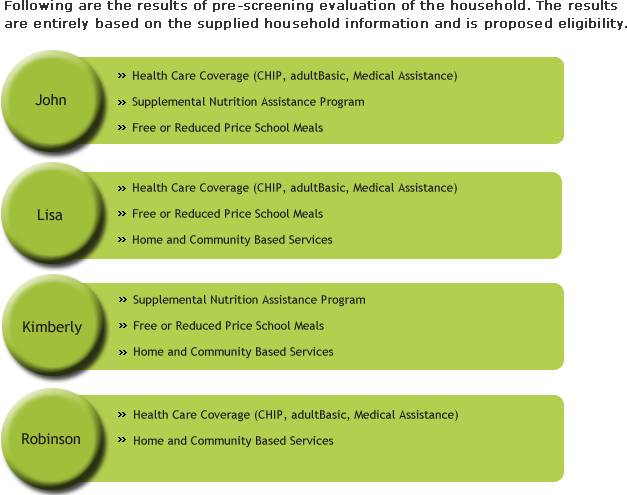 Following are the results of pre-screening evaluation of the household. The results
are entirely based on the supplied household information and is proposed eligibility.
John
» Health Care Coverage (CHIP, adultBasic, Medical Assistance)
» Supplemental Nutrition Assistance Program
» Free or Reduced Price School Meals
Lisa
» Health Care Coverage (CHIP, adultBasic, Medical Assistance)
» Free or Reduced Price School Meals
» Home and Community Based Services
Kimberly
» Supplemental Nutrition Assistance Program
» Free or Reduced Price School Meals
» Home and Community Based Services
Robinson
» Health Care Coverage (CHIP, adultBasic, Medical Assistance)
» Home and Community Based Services